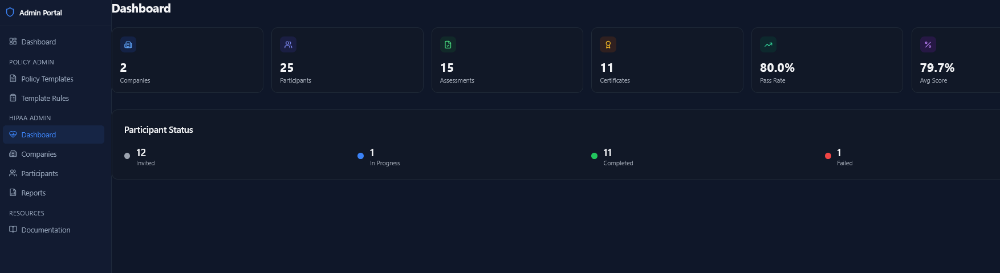 Admin Portal
Dashboard
POLICY ADMIN
Policy Templates
Template Rules
HIPAA ADMIN
Dashboard
Companies
Participants
Reports
RESOURCES
Documentation
Dashboard
2
Companies
25
Participants
15
Assessments
11
Certificates
80.0%
Pass Rate
79.7%
Avg Score
Participant Status
12
Invited
1
In Progress
11
Completed
1
Failed